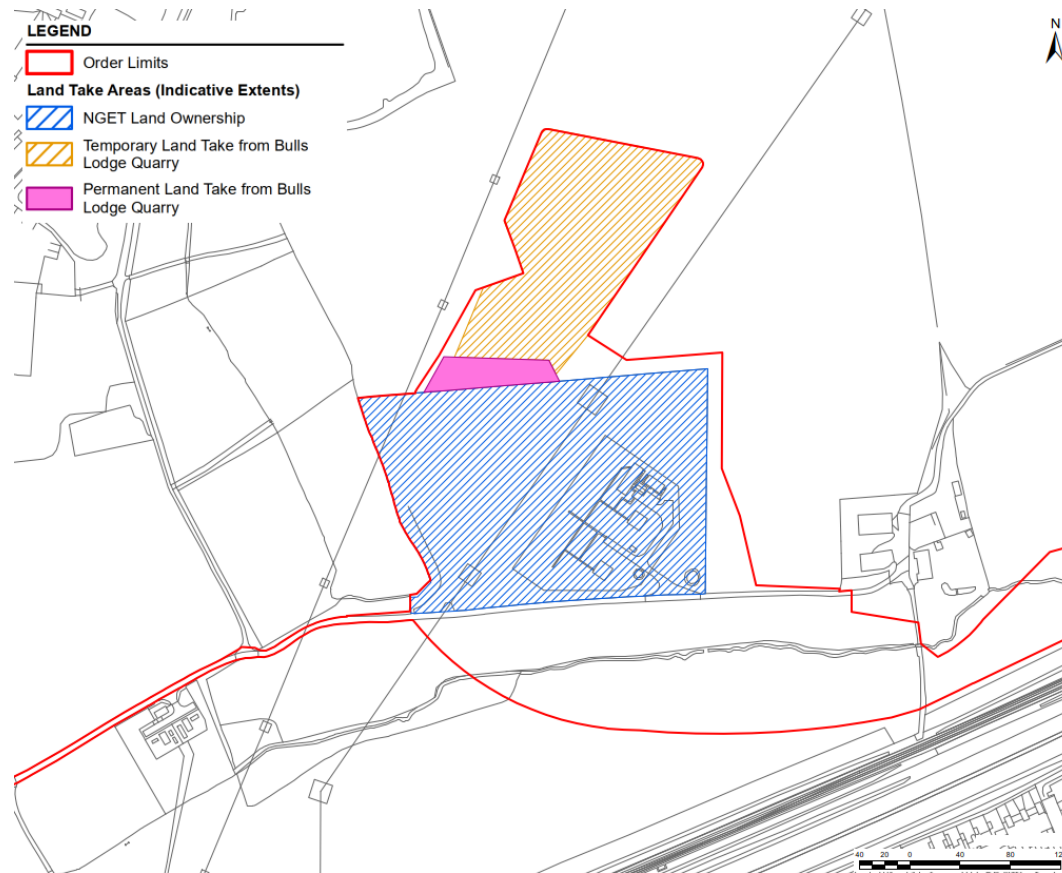 LEGEND
Order Limits
Land Take Areas (Indicative Extents)
NGET Land Ownership
Temporary Land Take from Bulls
Lodge Quarry
Permanent Land Take from Bulls
Lodge Quarry
N
40 20 0 40 80